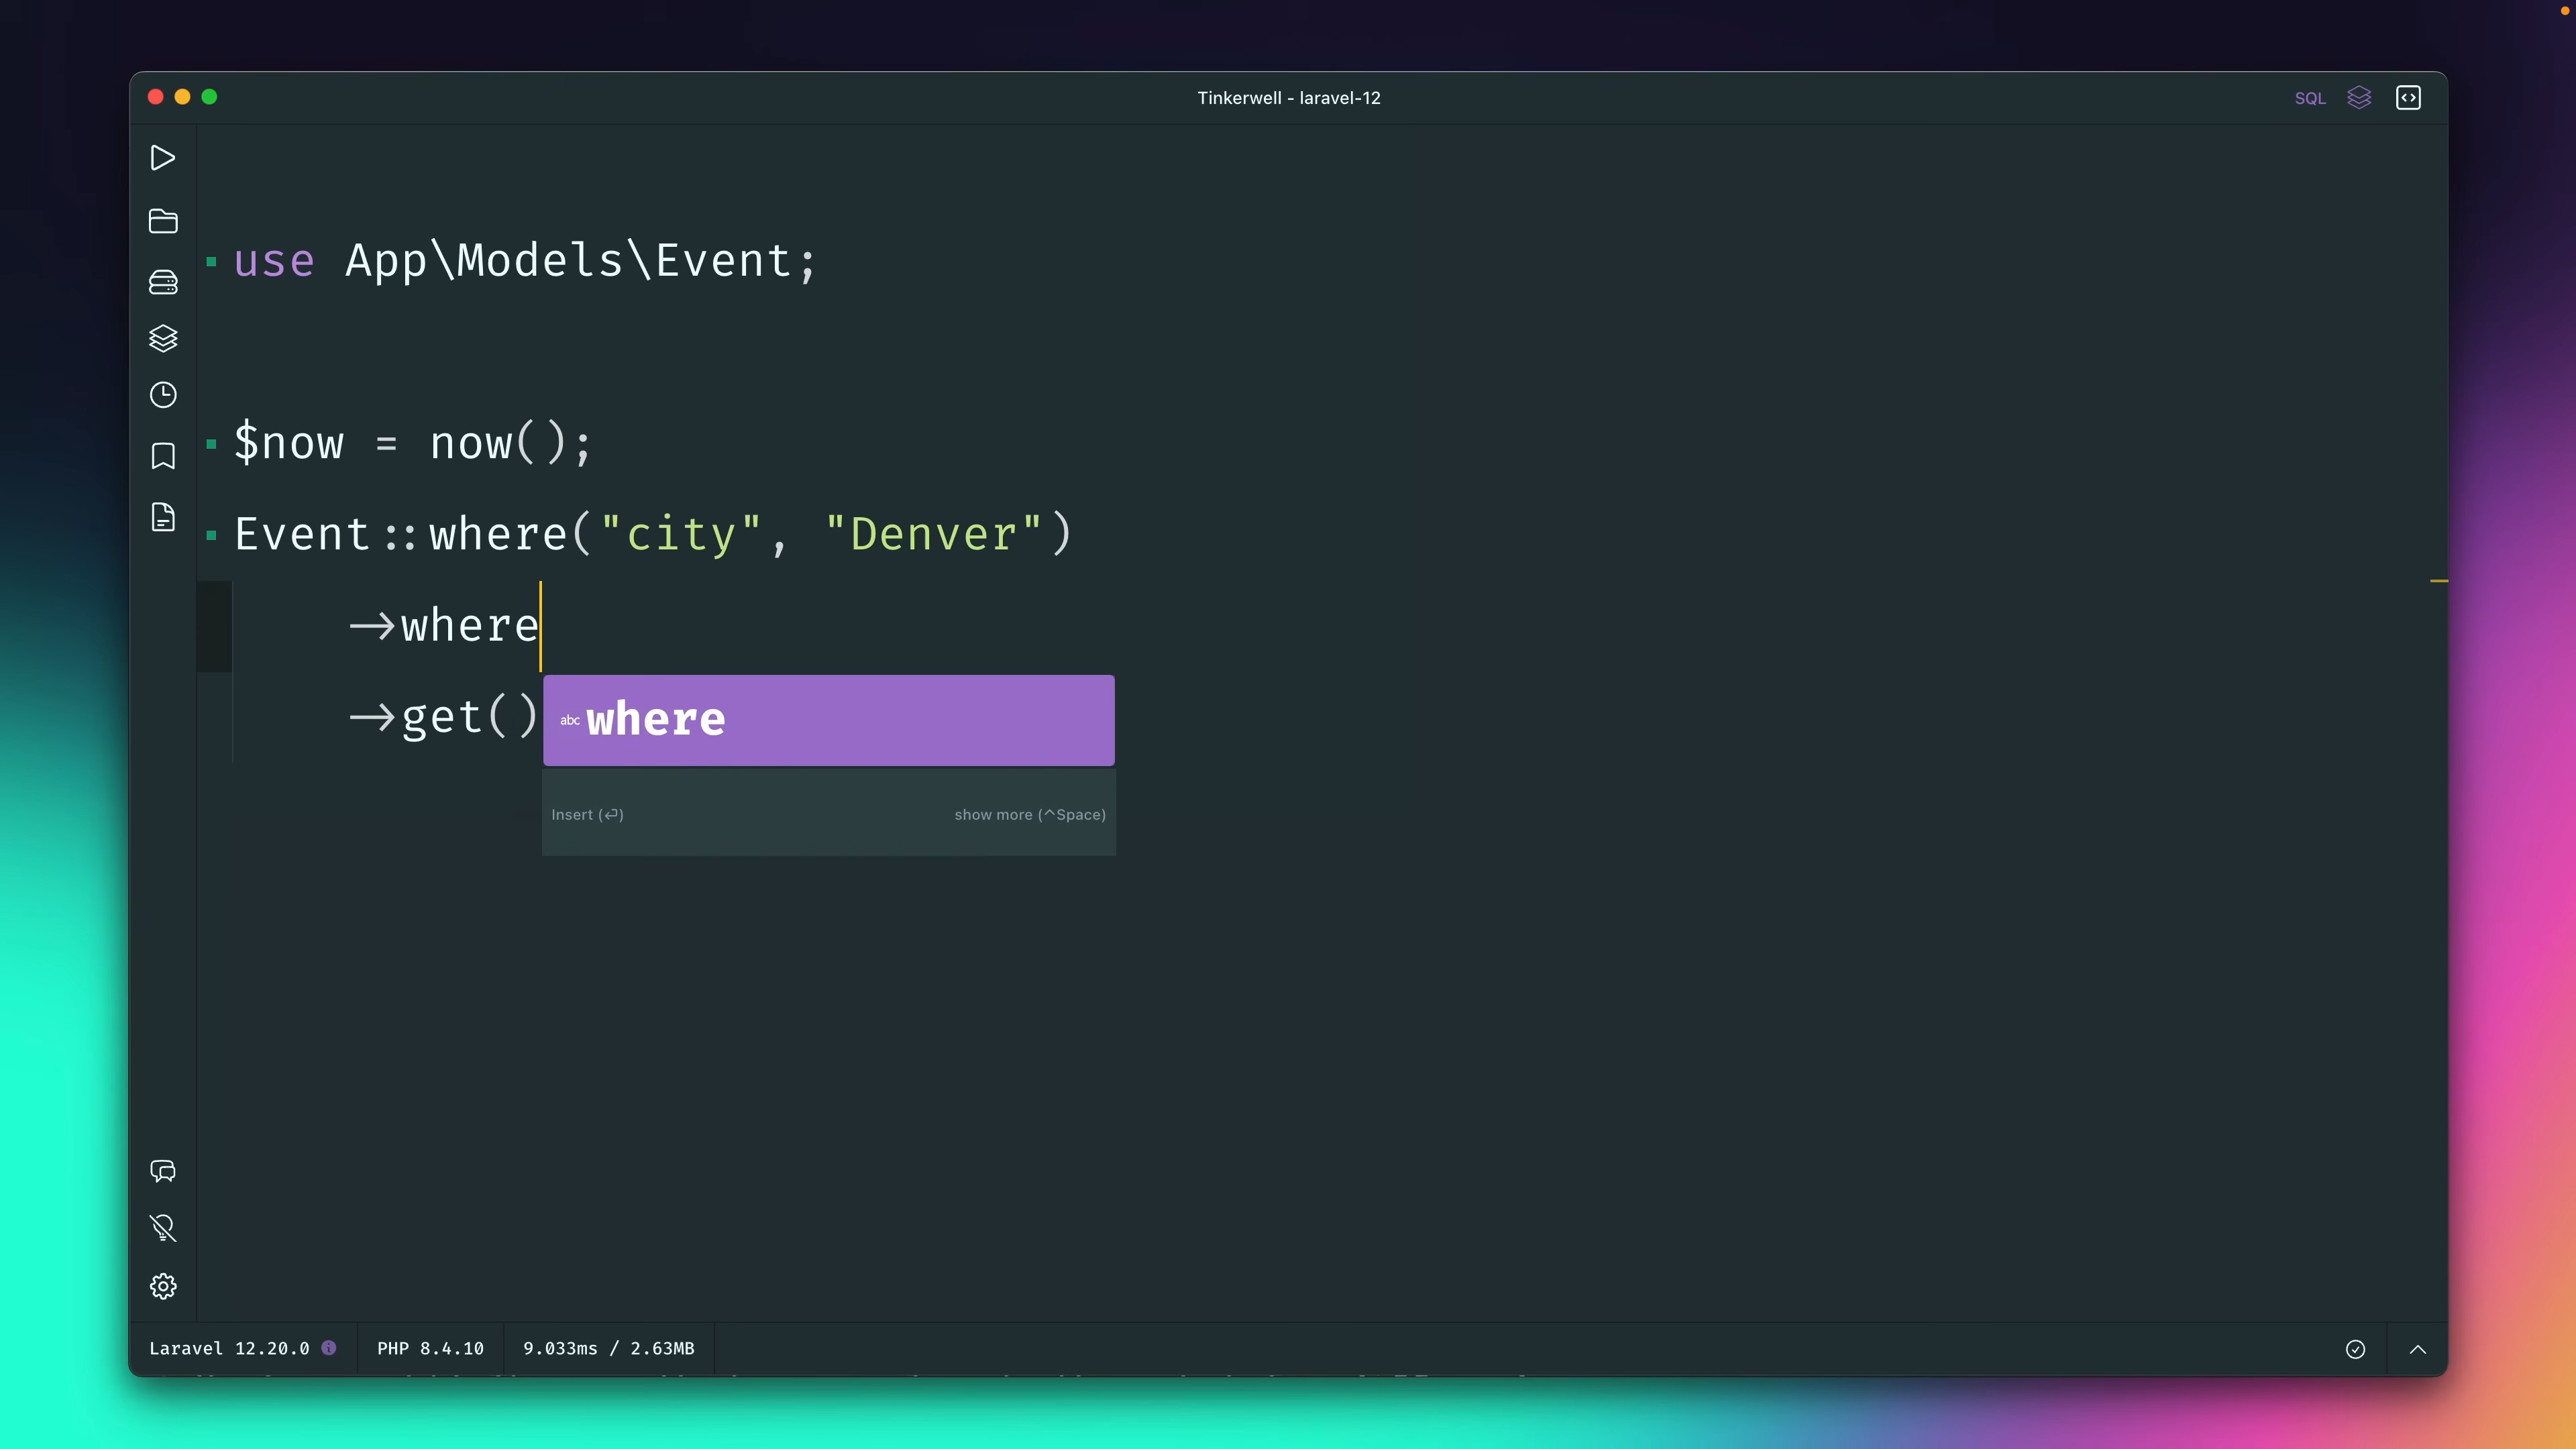 Tinkerwell - laravel-12
SQL
use App\Models\Event;
$now = now();
Event::where("city", "Denver")
->where
->get()
abc where
Insert (⏎) show more (^Space)
Laravel 12.20.0 PHP 8.4.10 9.033ms / 2.63MB